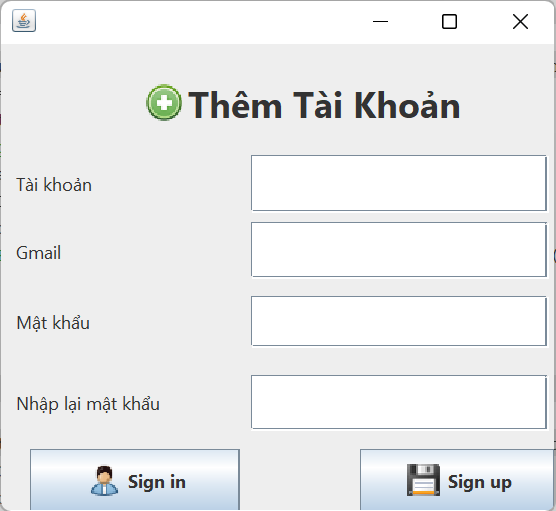 Thêm Tài Khoản
Tài khoản
Gmail
Mật khẩu
Nhập lại mật khẩu
Sign in
Sign up